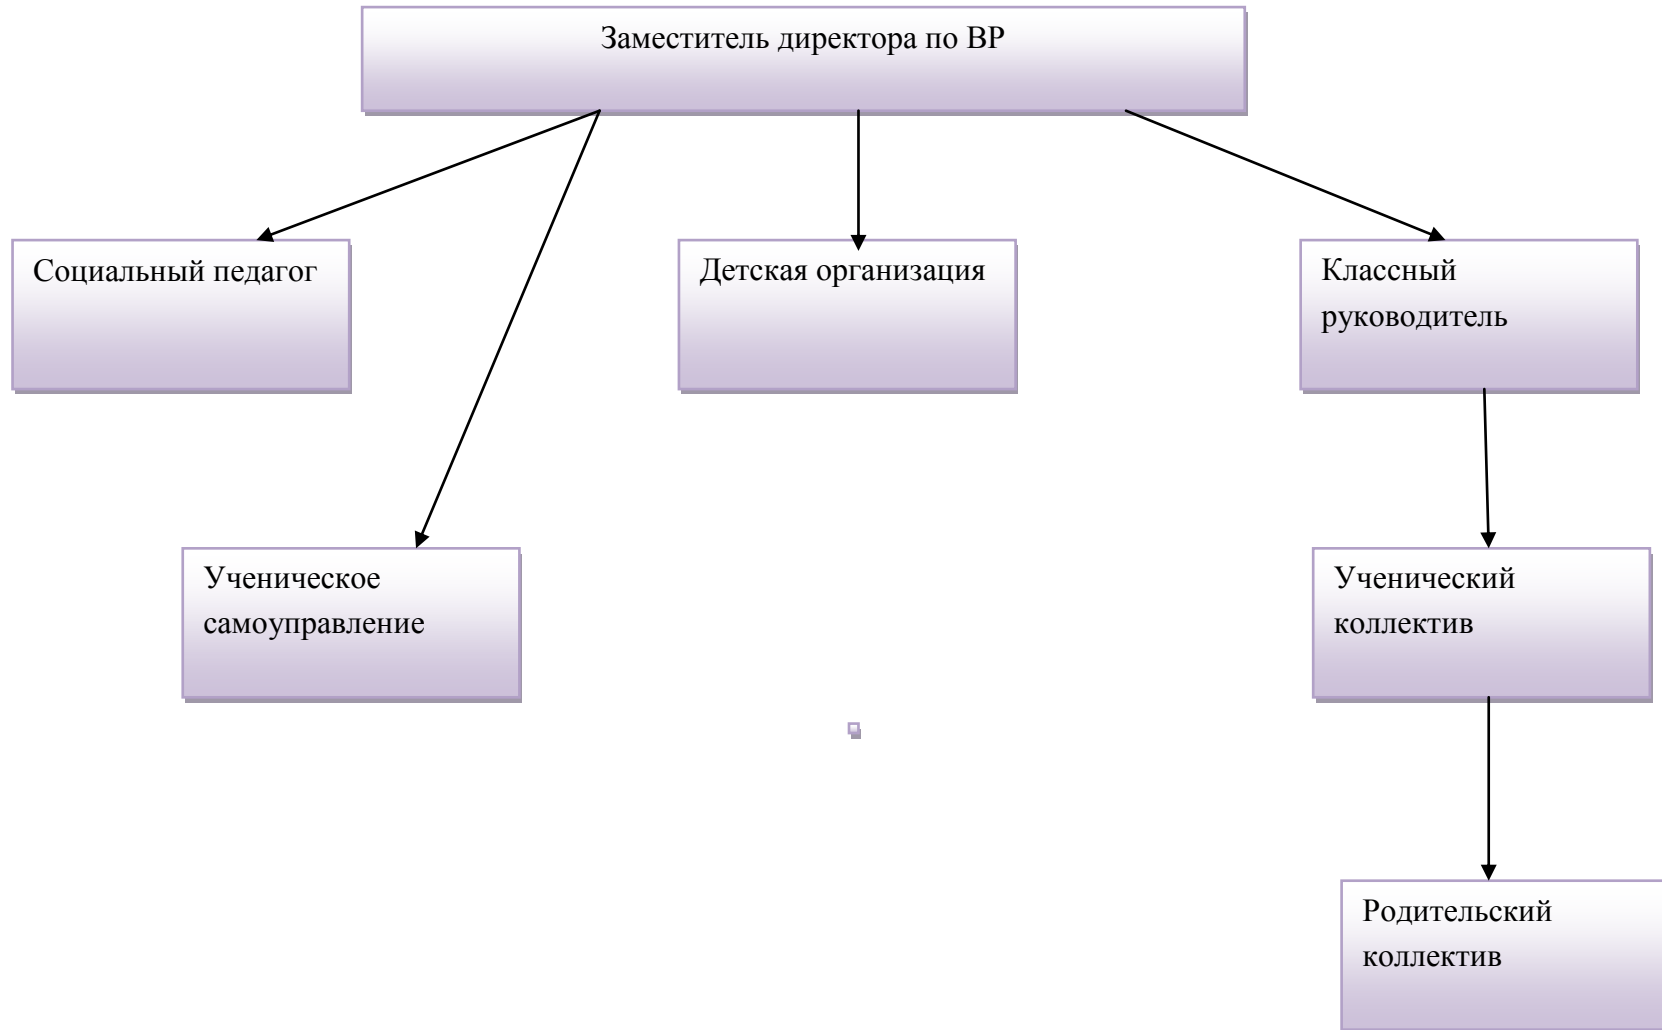 Заместитель директора по ВР
Социальный педагог
Детская организация
Классный
руководитель
Ученическое
самоуправление
Ученический
коллектив
Родительский
коллектив